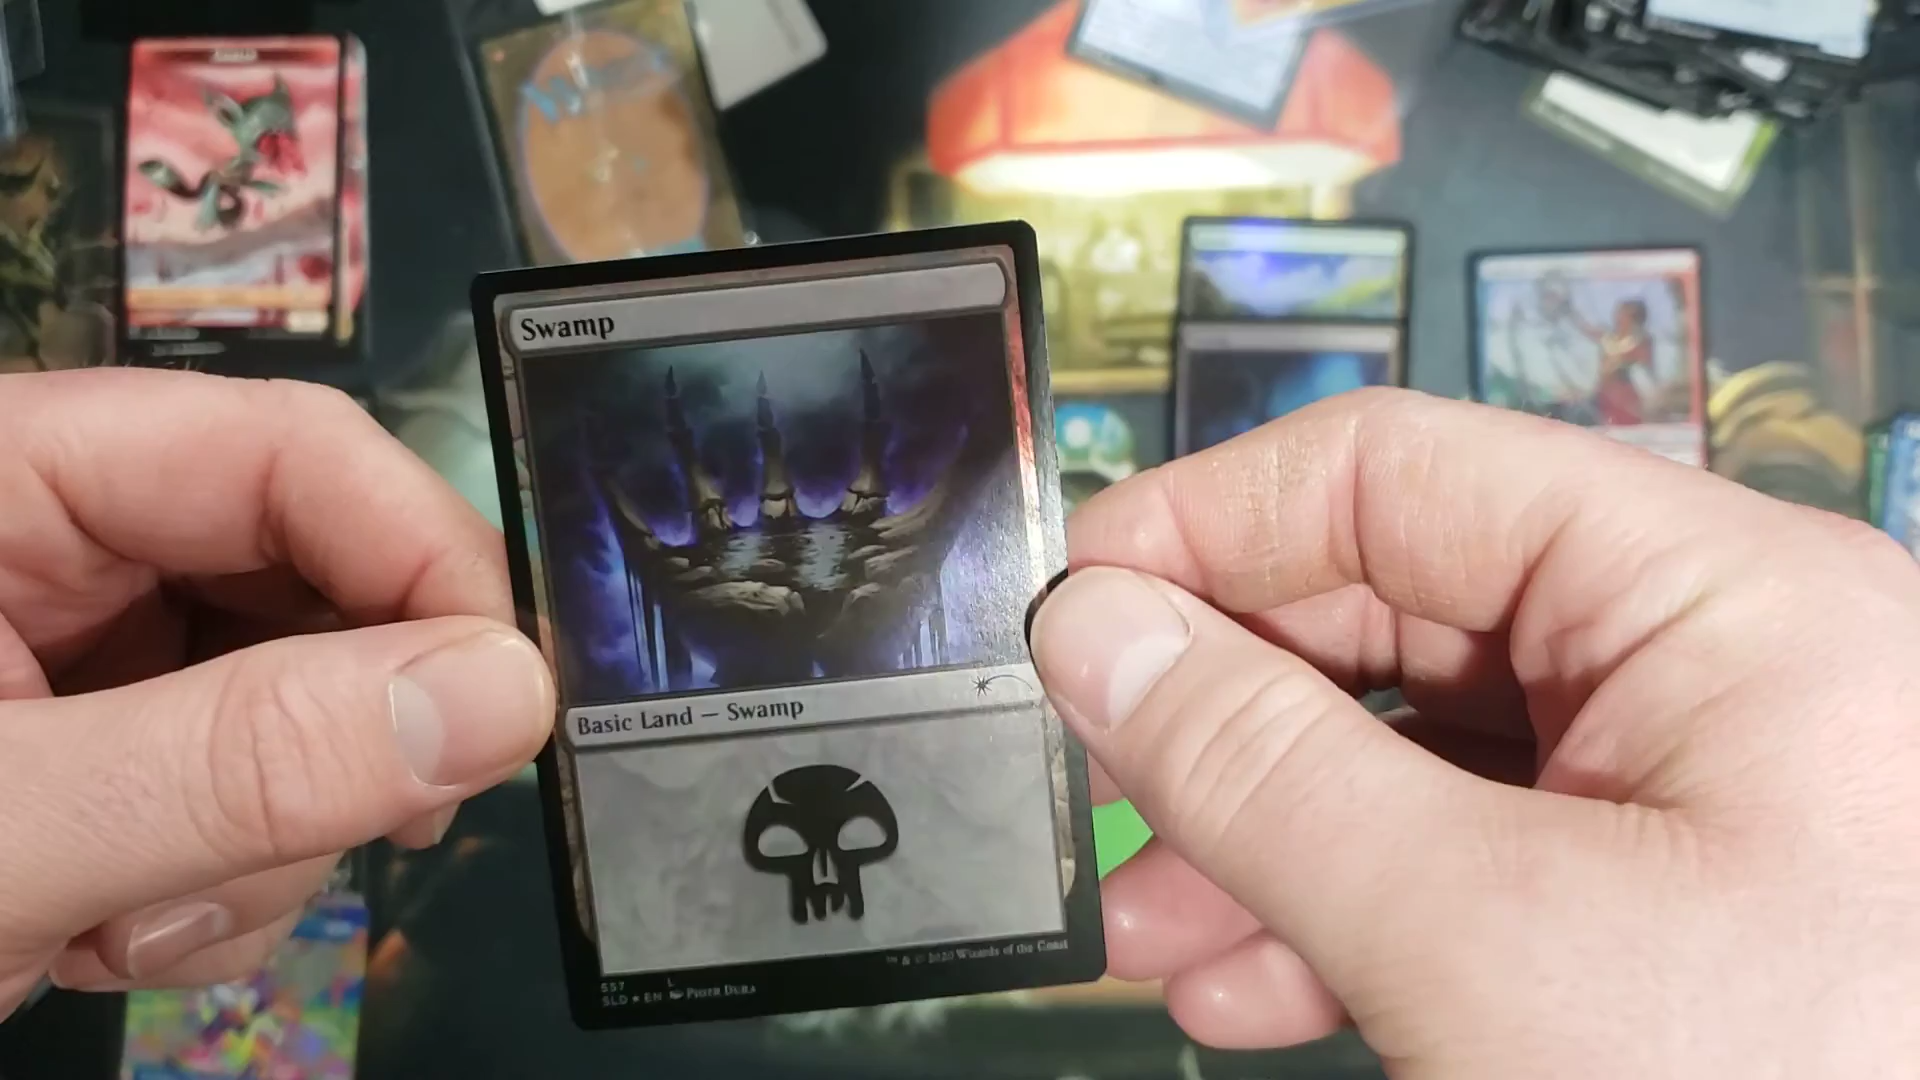 Swamp
Basic Land — Swamp
™ & © 2020 Wizards of the Coast
557 L
SLD ★ EN Piotr Dura